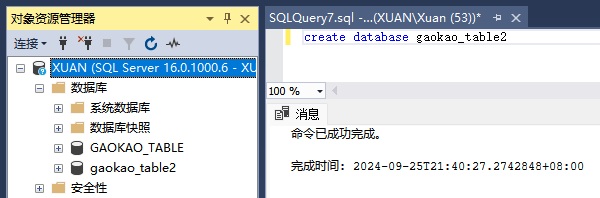 对象资源管理器
连接
XUAN (SQL Server 16.0.1000.6 - XU
数据库
系统数据库
数据库快照
GAOKAO_TABLE
gaokao_table2
安全性
SQLQuery7.sql -...(XUAN\Xuan (53))*
create database gaokao_table2
100 %
消息
命令已成功完成。
完成时间: 2024-09-25T21:40:27.2742848+08:00